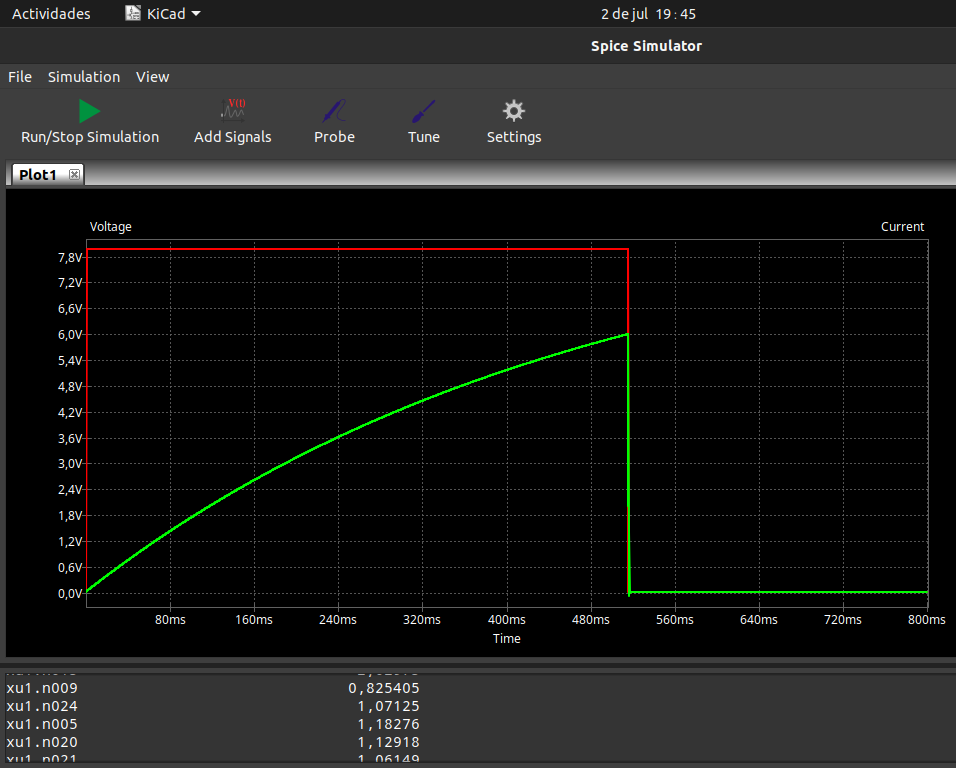 Actividades KiCad 2 de jul 19:45
Spice Simulator
File Simulation View
V(I)
Run/Stop Simulation Add Signals Probe Tune Settings
Plot1
Voltage Current
7,8V
7,2V
6,6V
6,0V
5,4V
4,8V
4,2V
3,6V
3,0V
2,4V
1,8V
1,2V
0,6V
0,0V
80ms 160ms 240ms 320ms 400ms 480ms 560ms 640ms 720ms 800ms
Time
xu1.n009 0,825405
xu1.n024 1,07125
xu1.n005 1,18276
xu1.n020 1,12918
xu1.n021 1,06149